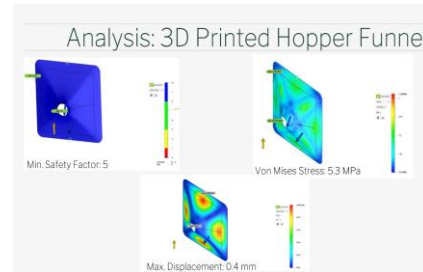 Analysis: 3D Printed Hopper Funne
Min. Safety Factor: 5
Von Mises Stress: 5.3 MPa
Max. Displacement: 0.4 mm